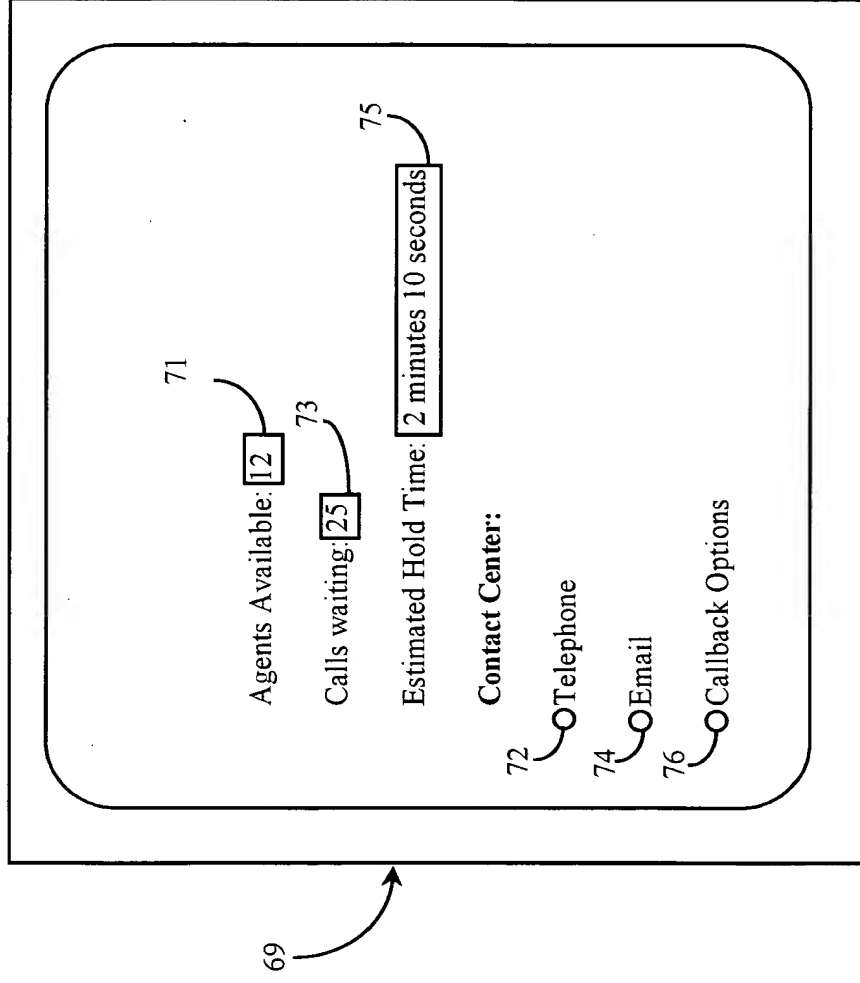 71
Agents Available: 12
73
Calls waiting: 25
75
Estimated Hold Time: 2 minutes 10 seconds
Contact Center:
72
Telephone
74
Email
76
Callback Options
69